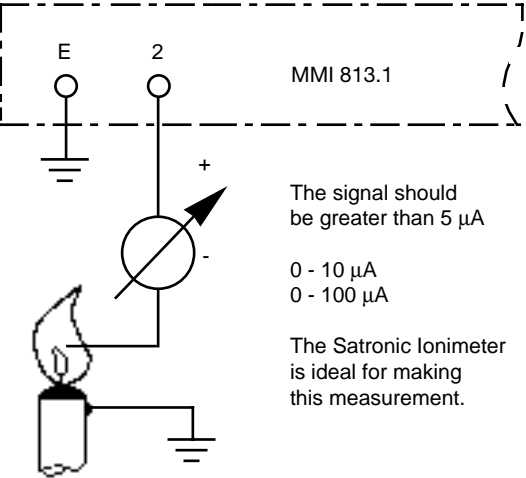 E 2
MMI 813.1
+
-
The signal should
be greater than 5 μA
0 - 10 μA
0 - 100 μA
The Satronic Ionimeter
is ideal for making
this measurement.